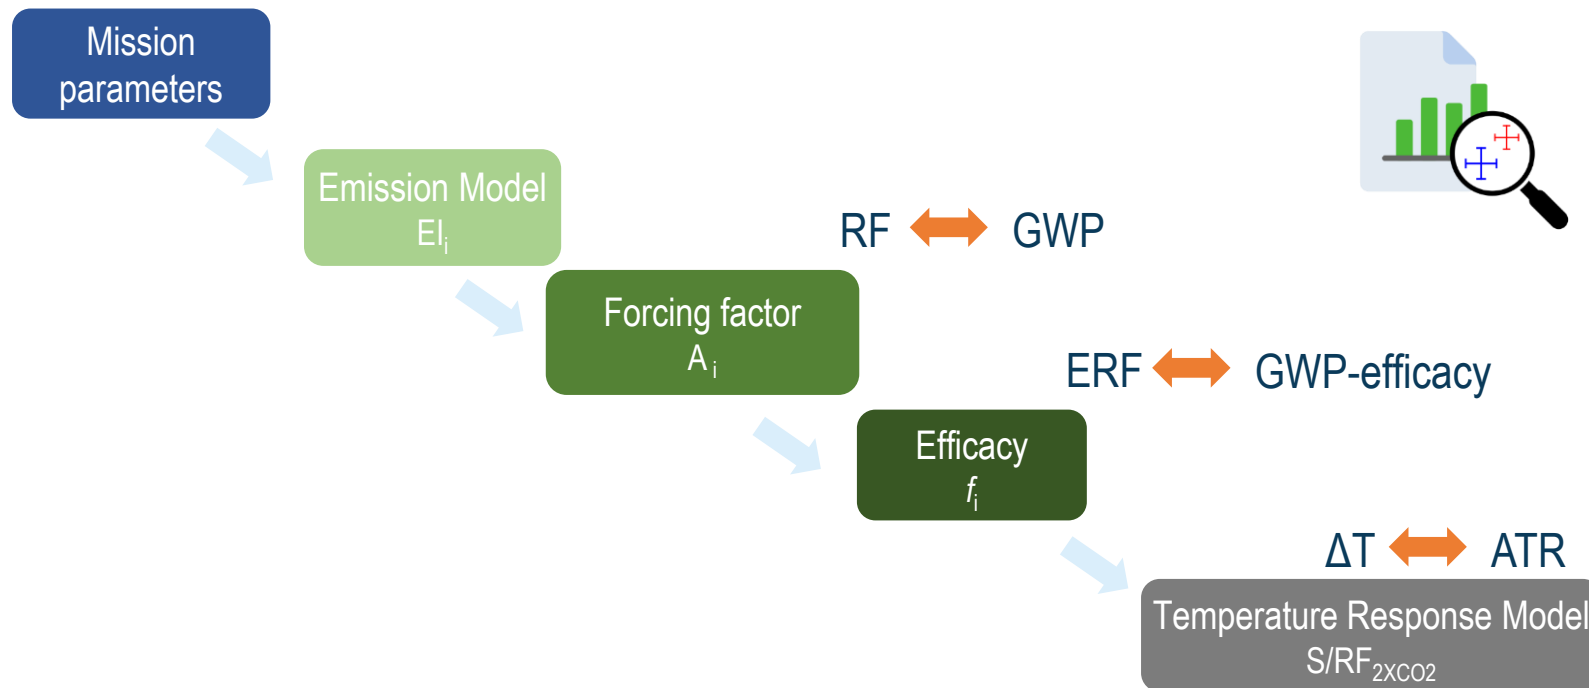 Mission
parameters
Emission Model
EIᵢ
RF GWP
Forcing factor
A ᵢ
ERF GWP-efficacy
Efficacy
fᵢ
ΔT ATR
Temperature Response Model
S/RF₂XCO2